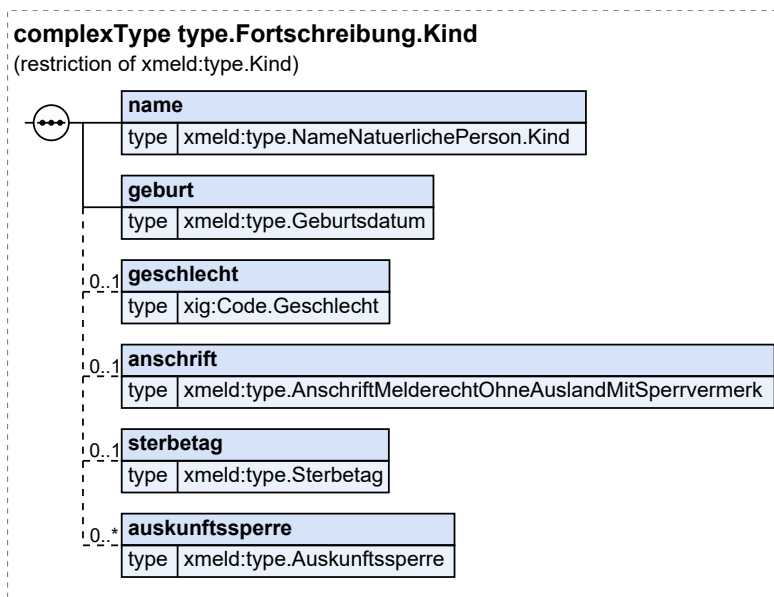 complexType type.Fortschreibung.Kind
(restriction of xmeld:type.Kind)
name
type xmeld:type.NameNatuerlichePerson.Kind
geburt
type xmeld:type.Geburtsdatum
0..1 geschlecht
type xig:Code.Geschlecht
0..1 anschrift
type xmeld:type.AnschriftMelderechtOhneAuslandMitSperrvermerk
0..1 sterbetag
type xmeld:type.Sterbetag
0..* auskunftssperre
type xmeld:type.Auskunftssperre